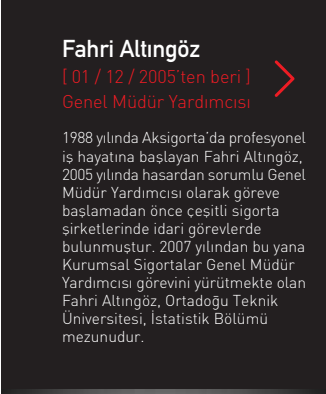 Fahri Altıngöz
[ 01 / 12 / 2005'ten beri ]
Genel Müdür Yardımcısı
1988 yılında Aksigorta'da profesyonel
iş hayatına başlayan Fahri Altıngöz,
2005 yılında hasardan sorumlu Genel
Müdür Yardımcısı olarak göreve
başlamadan önce çeşitli sigorta
şirketlerinde idari görevlerde
bulunmuştur. 2007 yılından bu yana
Kurumsal Sigortalar Genel Müdür
Yardımcısı görevini yürütmekte olan
Fahri Altıngöz, Ortadoğu Teknik
Üniversitesi, İstatistik Bölümü
mezunudur.